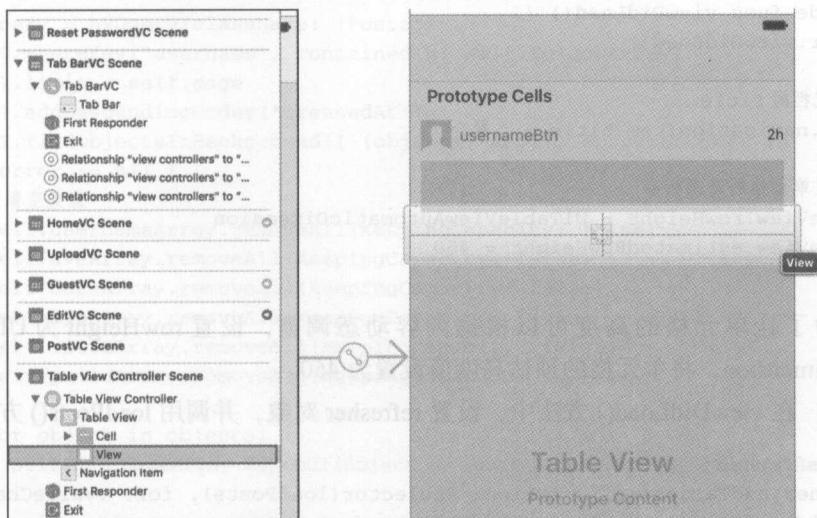 Reset PasswordVC Scene
Tab BarVC Scene
Tab BarVC
Tab Bar
First Responder
Exit
Relationship "view controllers" to "...
Relationship "view controllers" to "...
Relationship "view controllers" to "...
HomeVC Scene
UploadVC Scene
GuestVC Scene
EditVC Scene
PostVC Scene
Table View Controller Scene
Table View Controller
Table View
Cell
View
Navigation Item
First Responder
Exit
Prototype Cells
usernameBtn
2h
View
Table View
Prototype Content